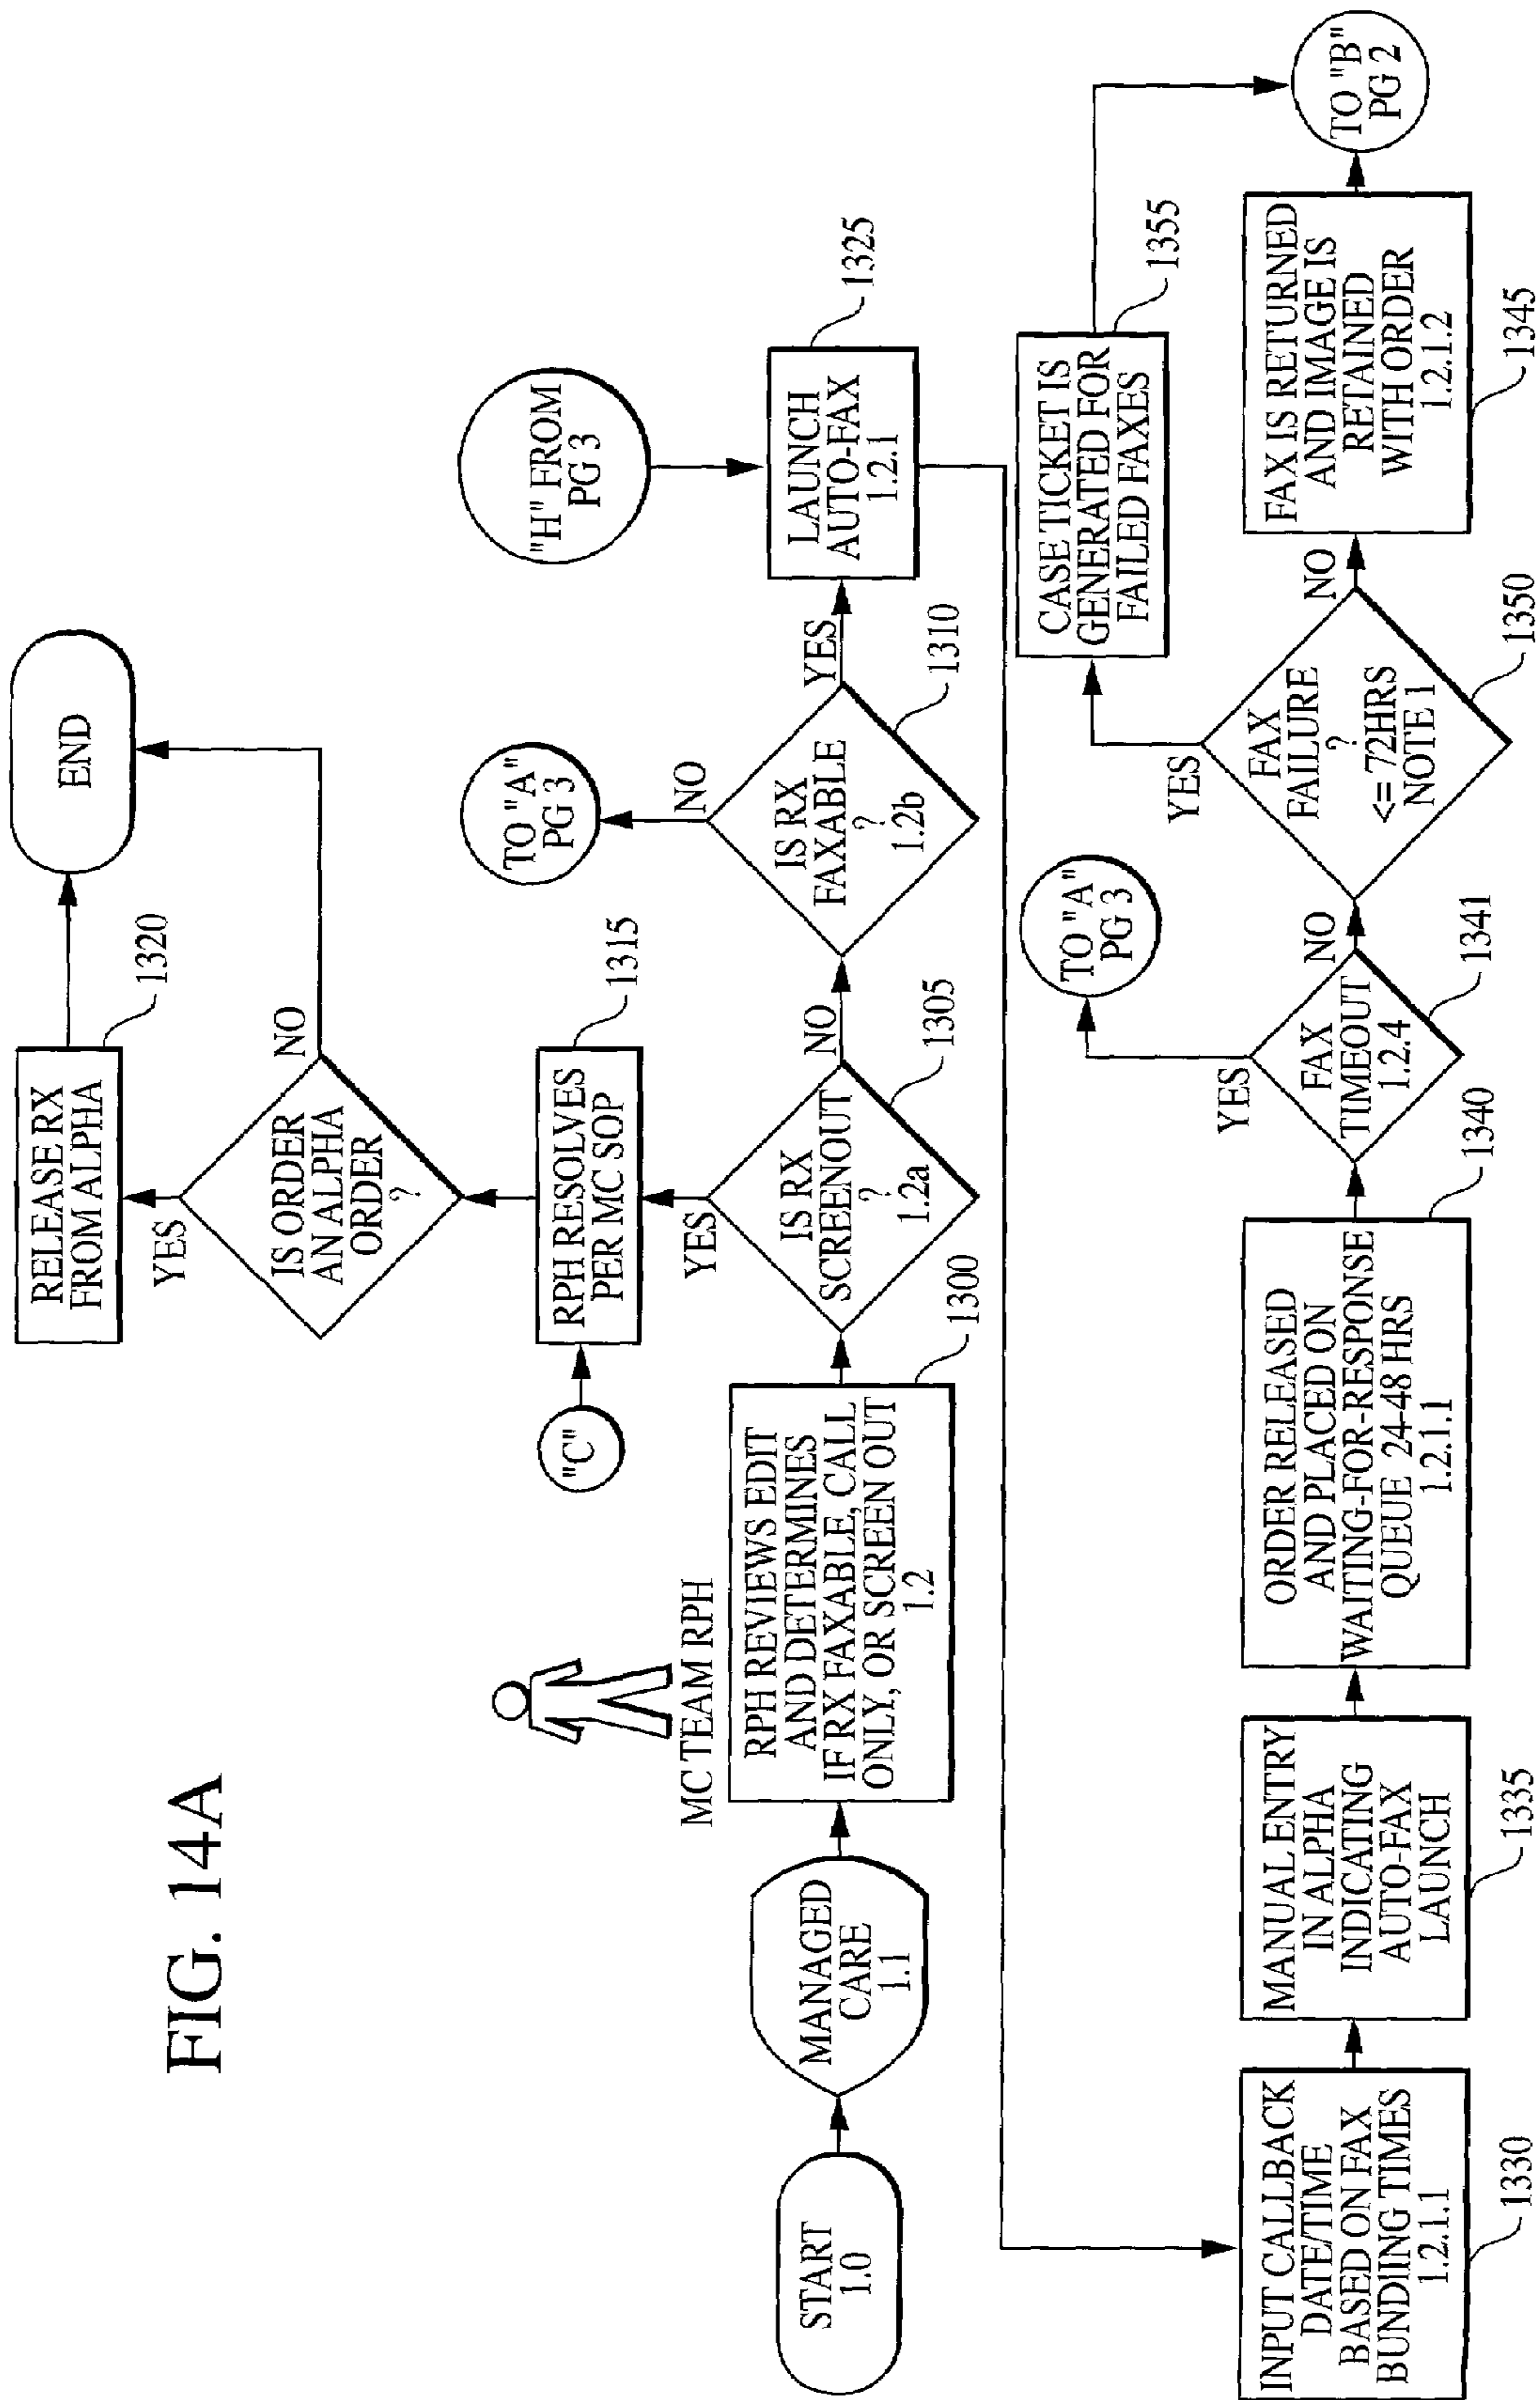 FIG. 14A
RELEASE RX
FROM ALPHA
1320
END
YES
IS ORDER
AN ALPHA
ORDER
?
NO
"C"
RPH RESOLVES
PER MC SOP
1315
TO "A"
PG 3
"H" FROM
PG 3
MC TEAM RPH
YES
NO
START
1.0
MANAGED
CARE
1.1
RPH REVIEWS EDIT
AND DETERMINES
IF RX FAXABLE, CALL
ONLY, OR SCREEN OUT
1.2
1300
IS RX
SCREENOUT
?
1.2a
NO
1305
IS RX
FAXABLE
?
1.2b
YES
1310
LAUNCH
AUTO-FAX
1.2.1
1325
TO "A"
PG 3
CASE TICKET IS
GENERATED FOR
FAILED FAXES
1355
YES
YES
INPUT CALLBACK
DATE/TIME
BASED ON FAX
BUNDIING TIMES
1.2.1.1
1330
MANUAL ENTRY
IN ALPHA
INDICATING
AUTO-FAX
LAUNCH
1335
ORDER RELEASED
AND PLACED ON
WAITING-FOR-RESPONSE
QUEUE 24-48 HRS
1.2.1.1
1340
FAX
TIMEOUT
1.2.4
NO
1341
FAX
FAILURE
?
<= 72HRS
NOTE 1
NO
1350
FAX IS RETURNED
AND IMAGE IS
RETAINED
WITH ORDER
1.2.1.2
1345
TO "B"
PG 2